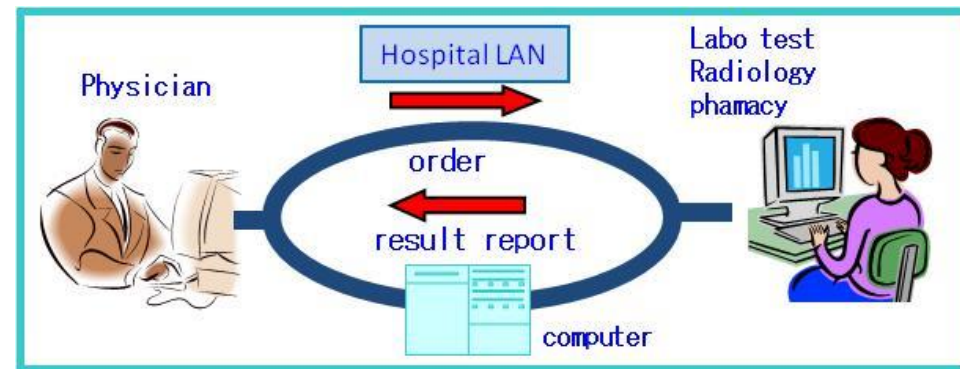 Physician
Hospital LAN
Labo test
Radiology
phamacy
order
result report
computer